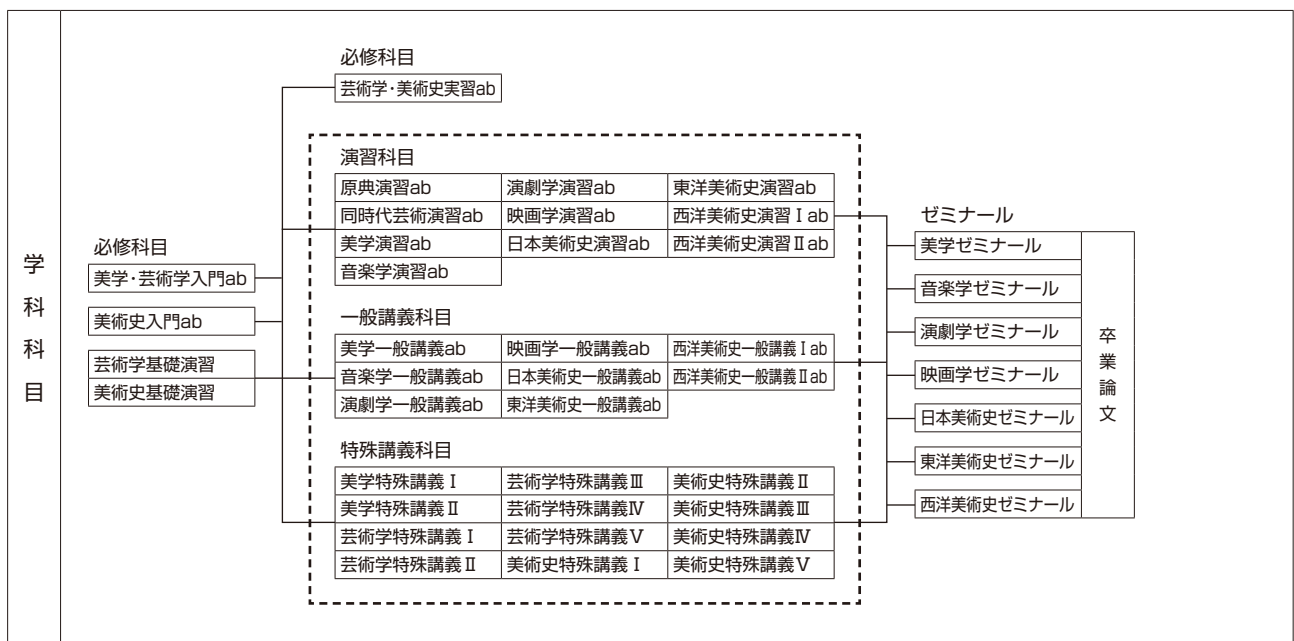 学科科目
必修科目
美学・芸術学入門ab
美術史入門ab
芸術学基礎演習
美術史基礎演習
必修科目
芸術学・美術史実習ab
演習科目
原典演習ab 演劇学演習ab 東洋美術史演習ab
同時代芸術演習ab 映画学演習ab 西洋美術史演習Ⅰab
美学演習ab 日本美術史演習ab 西洋美術史演習Ⅱab
音楽学演習ab
一般講義科目
美学一般講義ab 映画学一般講義ab 西洋美術史一般講義Ⅰab
音楽学一般講義ab 日本美術史一般講義ab 西洋美術史一般講義Ⅱab
演劇学一般講義ab 東洋美術史一般講義ab
特殊講義科目
美学特殊講義Ⅰ 芸術学特殊講義Ⅲ 美術史特殊講義Ⅱ
美学特殊講義Ⅱ 芸術学特殊講義Ⅳ 美術史特殊講義Ⅲ
芸術学特殊講義Ⅰ 芸術学特殊講義Ⅴ 美術史特殊講義Ⅳ
芸術学特殊講義Ⅱ 美術史特殊講義Ⅰ 美術史特殊講義Ⅴ
ゼミナール
美学ゼミナール
音楽学ゼミナール
演劇学ゼミナール
映画学ゼミナール
日本美術史ゼミナール
東洋美術史ゼミナール
西洋美術史ゼミナール
卒業論文